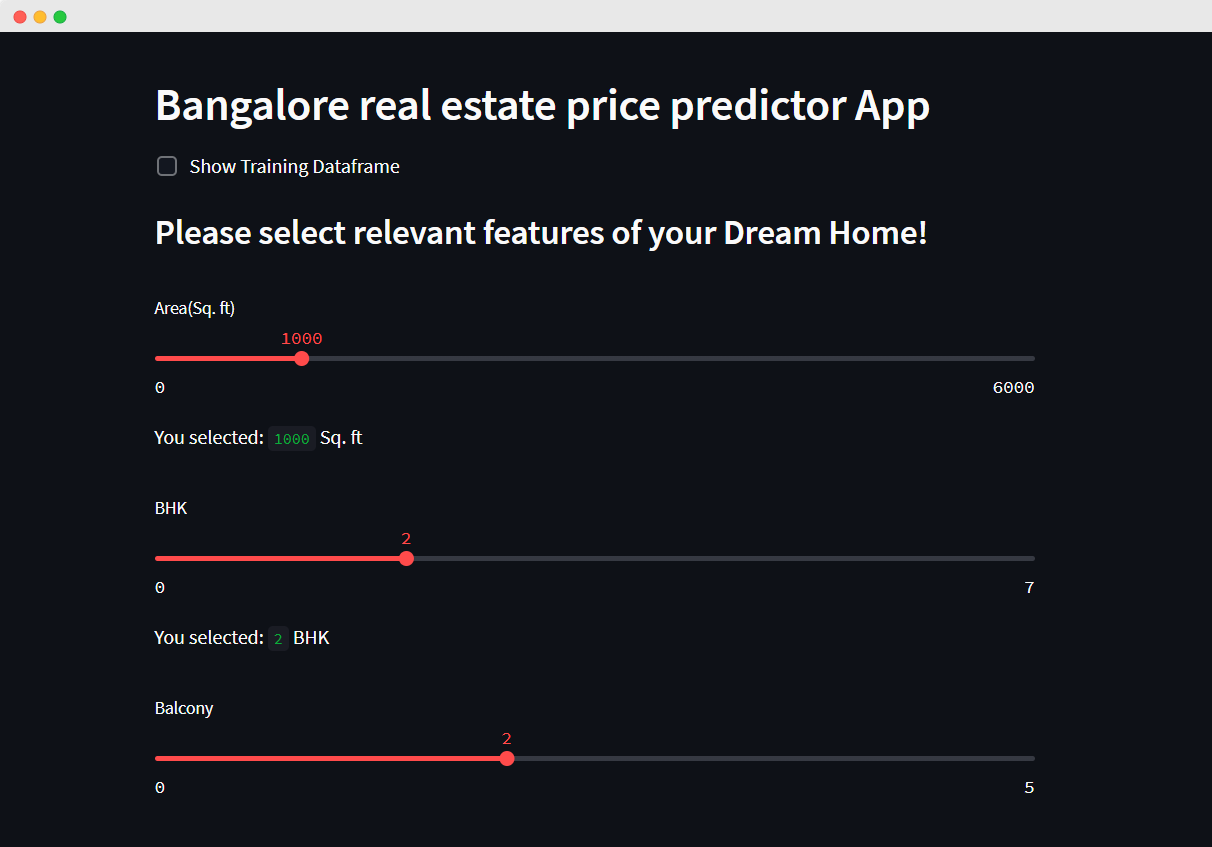 Bangalore real estate price predictor App
Show Training Dataframe
Please select relevant features of your Dream Home!
Area(Sq. ft)
1000
0 6000
You selected: 1000 Sq. ft
BHK
2
0 7
You selected: 2 BHK
Balcony
2
0 5